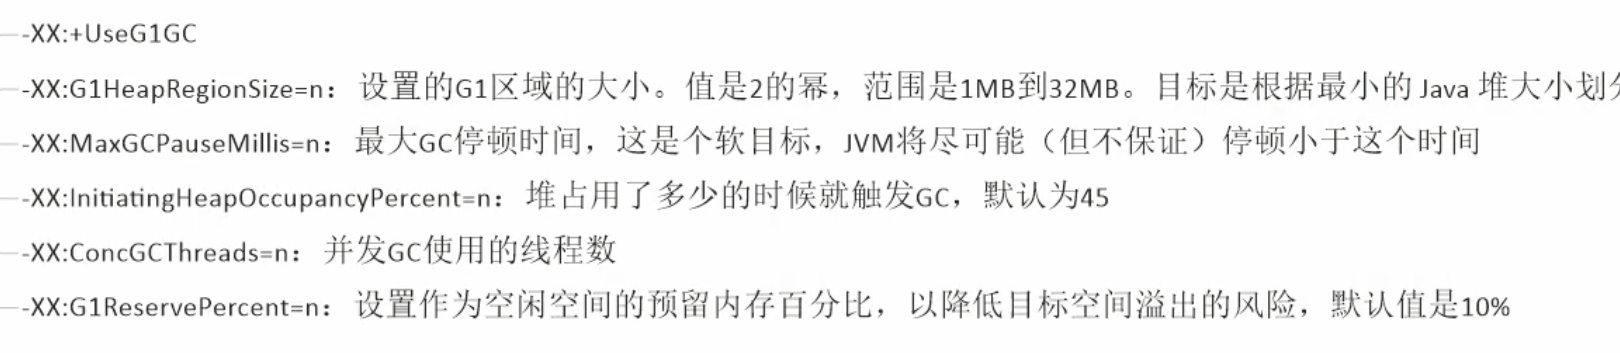 -XX:+UseG1GC
-XX:G1HeapRegionSize=n：设置的G1区域的大小。值是2的幂，范围是1MB到32MB。目标是根据最小的 Java 堆大小划分
-XX:MaxGCPauseMillis=n：最大GC停顿时间，这是个软目标，JVM将尽可能（但不保证）停顿小于这个时间
-XX:InitiatingHeapOccupancyPercent=n：堆占用了多少的时候就触发GC，默认为45
-XX:ConcGCThreads=n：并发GC使用的线程数
-XX:G1ReservePercent=n：设置作为空闲空间的预留内存百分比，以降低目标空间溢出的风险，默认值是10%